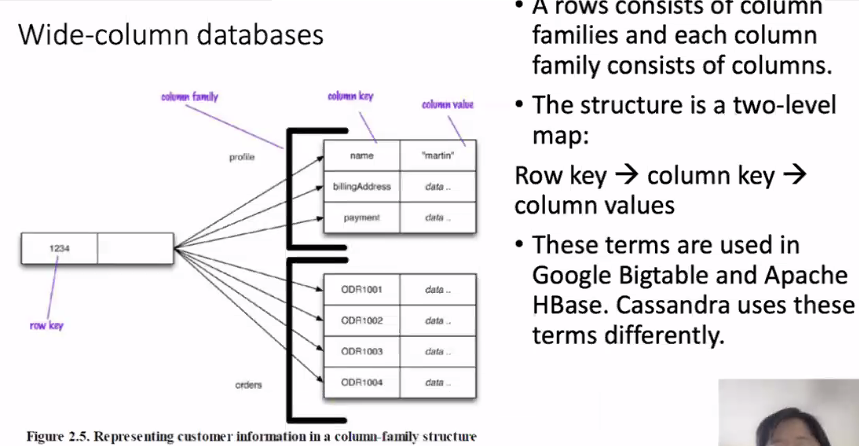 Wide-column databases
• A rows consists of column
families and each column
family consists of columns.
• The structure is a two-level
map:
Row key → column key →
column values
• These terms are used in
Google Bigtable and Apache
HBase. Cassandra uses these
terms differently.
column family
column key
column value
profile
name
"martin"
billingAddress
data ..
payment
data ..
1234
row key
ODR1001
data ..
ODR1002
data ..
ODR1003
data ..
orders
ODR1004
data ..
Figure 2.5. Representing customer information in a column-family structure